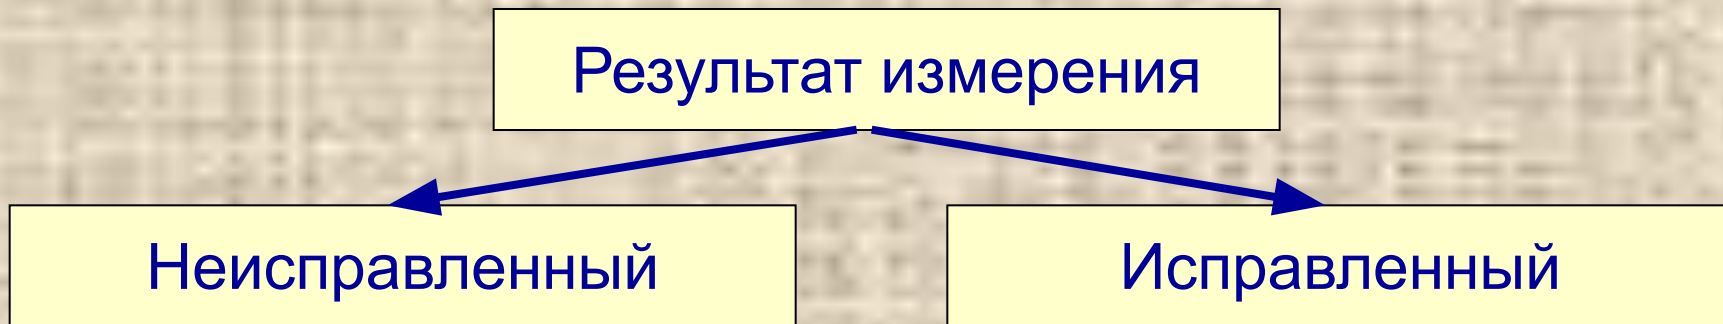 Результат измерения
Неисправленный
Исправленный